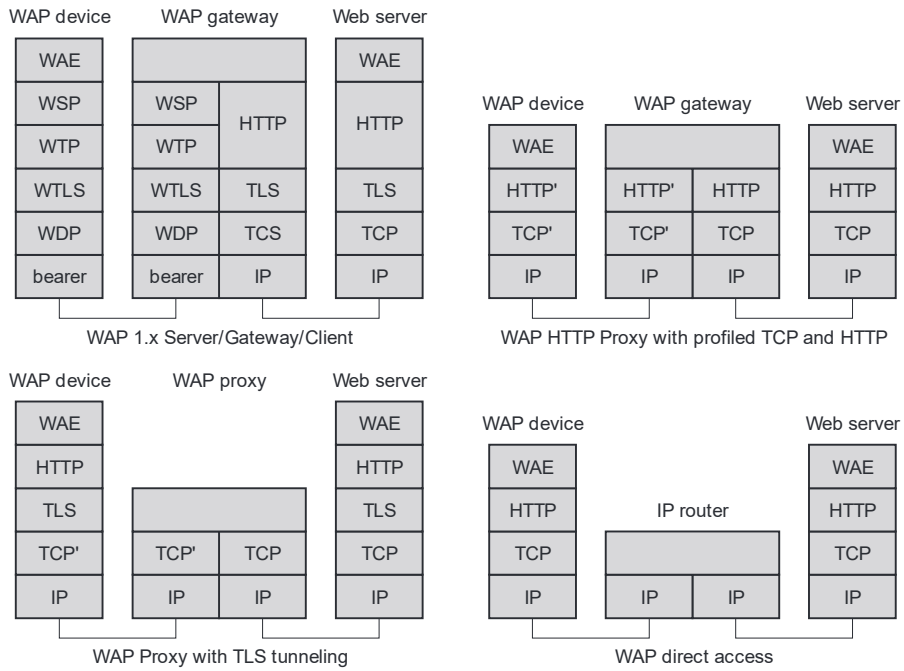 WAP device WAP gateway Web server
WAE WAE
WSP WSP HTTP HTTP
WTP WTP
WTLS WTLS TLS TLS
WDP WDP TCS TCP
bearer bearer IP IP
WAP 1.x Server/Gateway/Client
WAP device WAP gateway Web server
WAE WAE
HTTP' HTTP' HTTP HTTP
TCP' TCP' TCP TCP
IP IP IP IP
WAP HTTP Proxy with profiled TCP and HTTP
WAP device WAP proxy Web server
WAE WAE
HTTP HTTP
TLS TLS
TCP' TCP' TCP TCP
IP IP IP IP
WAP Proxy with TLS tunneling
WAP device Web server
WAE WAE
HTTP IP router HTTP
TCP TCP
IP IP IP IP
WAP direct access